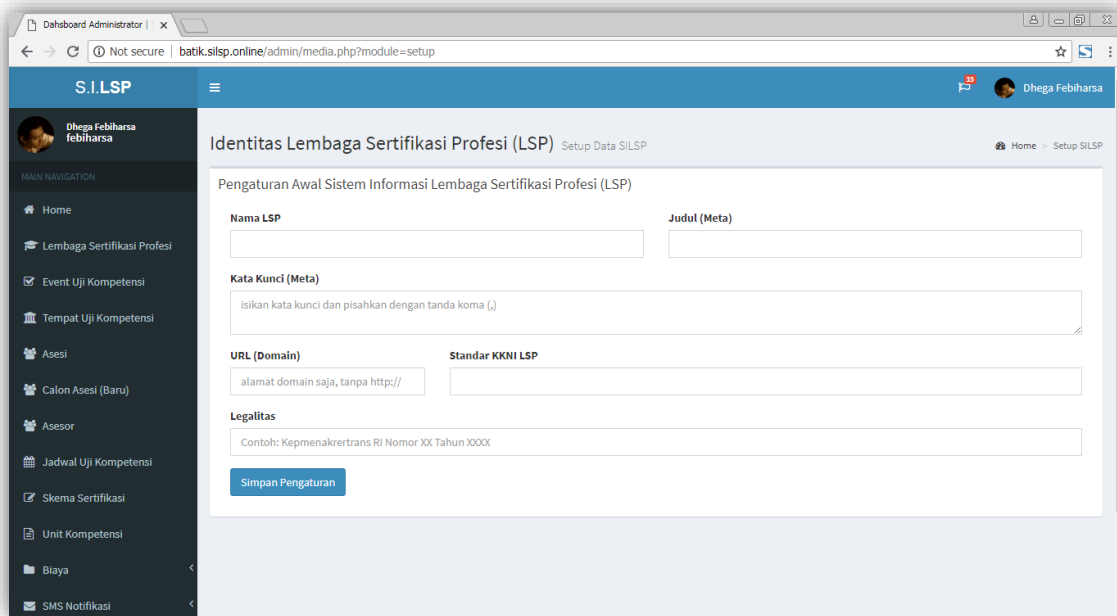 Dahsboard Administrator |
Not secure | batik.silsp.online/admin/media.php?module=setup
S.I.LSP
35
Dhega Febiharsa
Dhega Febiharsa
febiharsa
Identitas Lembaga Sertifikasi Profesi (LSP) Setup Data SILSP
Home > Setup SILSP
MAIN NAVIGATION
Home
Lembaga Sertifikasi Profesi
Event Uji Kompetensi
Tempat Uji Kompetensi
Asesi
Calon Asesi (Baru)
Asesor
Jadwal Uji Kompetensi
Skema Sertifikasi
Unit Kompetensi
Biaya
SMS Notifikasi
Pengaturan Awal Sistem Informasi Lembaga Sertifikasi Profesi (LSP)
Nama LSP
Judul (Meta)
Kata Kunci (Meta)
isikan kata kunci dan pisahkan dengan tanda koma (,)
URL (Domain)
Standar KKNI LSP
alamat domain saja, tanpa http://
Legalitas
Contoh: Kepmenakrertrans RI Nomor XX Tahun XXXX
Simpan Pengaturan